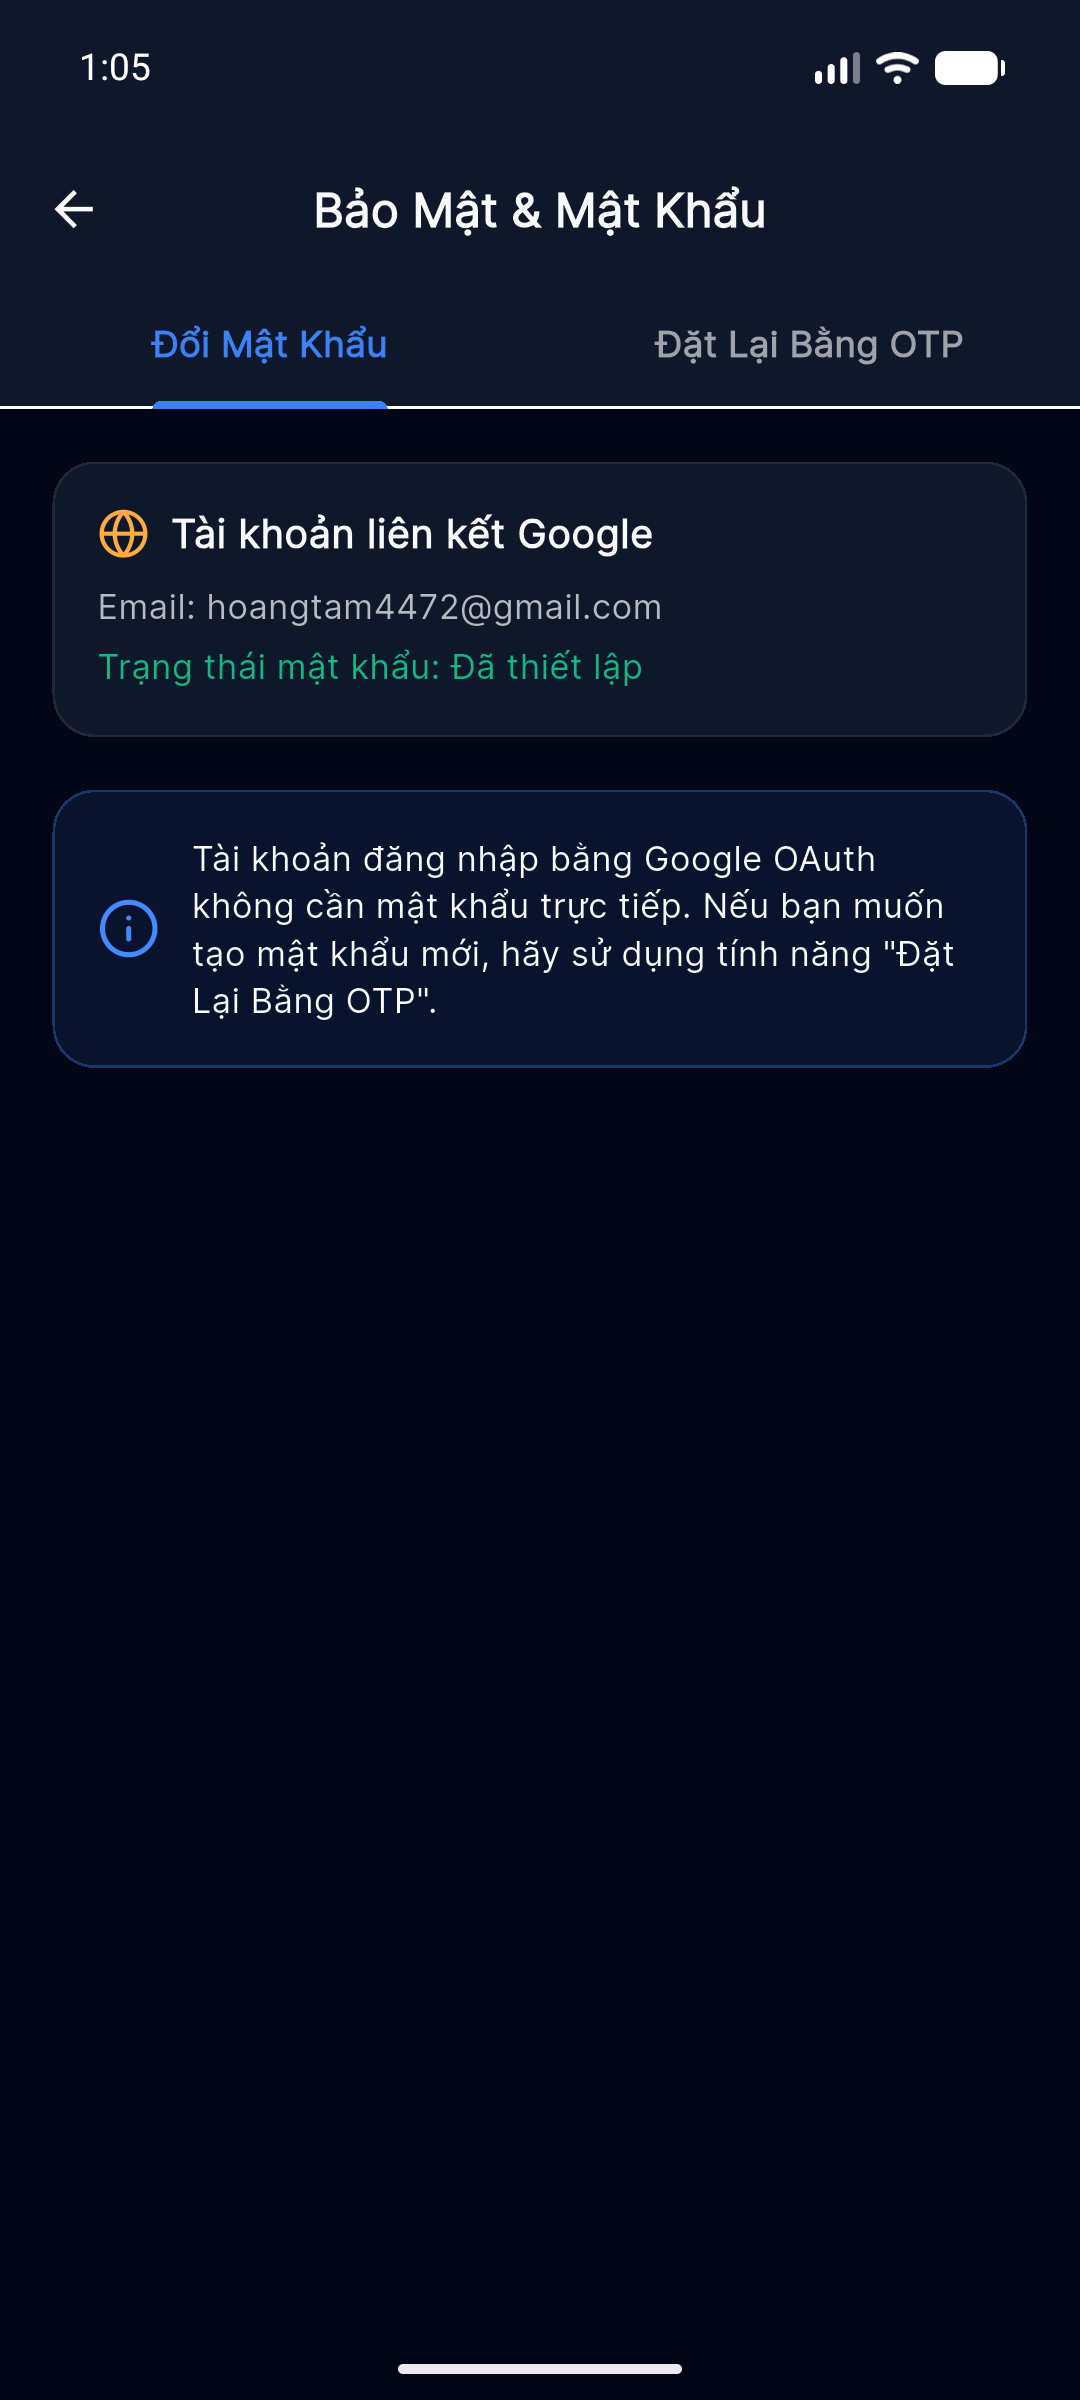 1:05
Bảo Mật & Mật Khẩu
Đổi Mật Khẩu
Đặt Lại Bằng OTP
Tài khoản liên kết Google
Email: hoangtam4472@gmail.com
Trạng thái mật khẩu: Đã thiết lập
Tài khoản đăng nhập bằng Google OAuth
không cần mật khẩu trực tiếp. Nếu bạn muốn
tạo mật khẩu mới, hãy sử dụng tính năng "Đặt
Lại Bằng OTP".